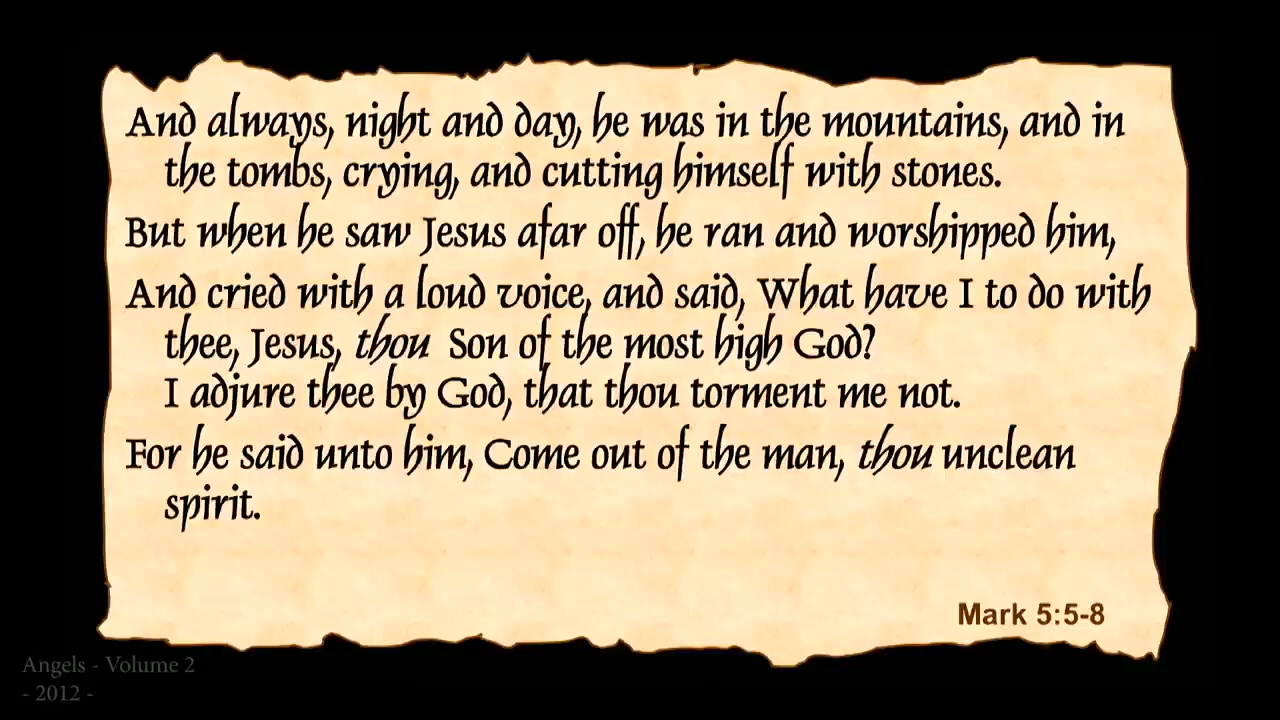 And always, night and day, he was in the mountains, and in
the tombs, crying, and cutting himself with stones.
But when he saw Jesus afar off, he ran and worshipped him,
And cried with a loud voice, and said, What have I to do with
thee, Jesus, thou Son of the most high God?
I adjure thee by God, that thou torment me not.
For he said unto him, Come out of the man, thou unclean
spirit.
Mark 5:5-8
Angels - Volume 2
- 2012 -